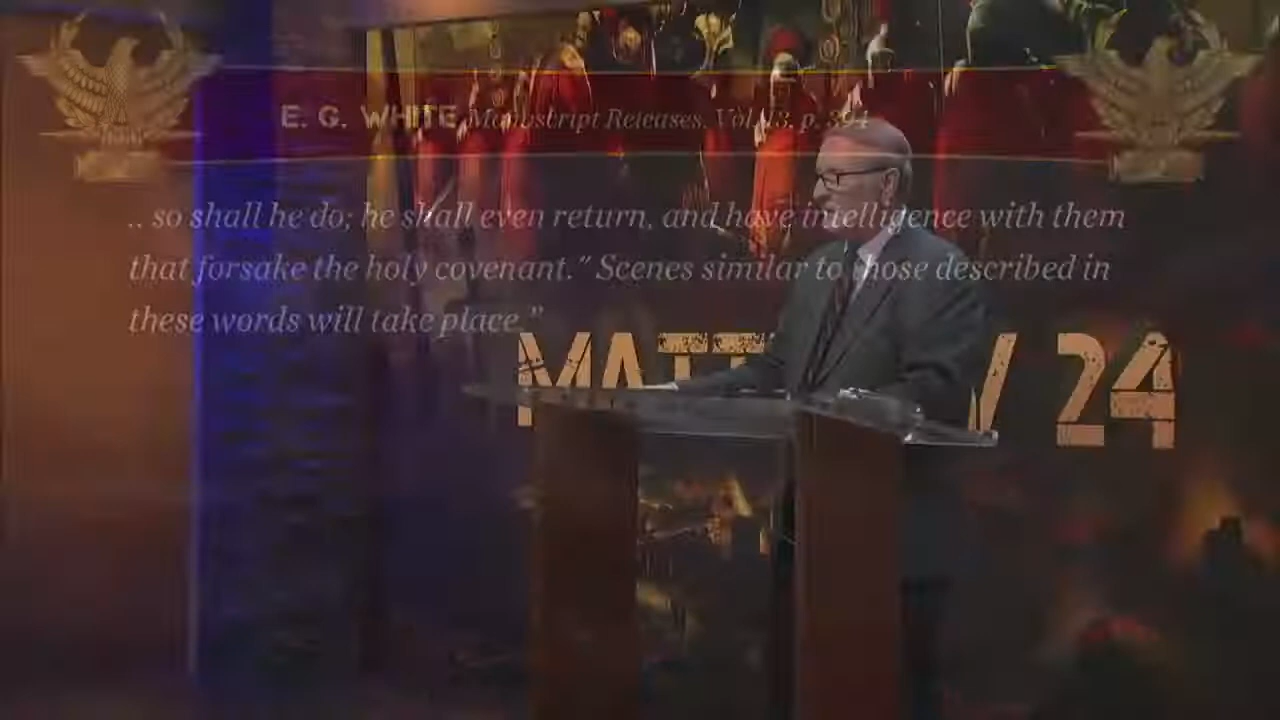 E. G. WHITE Manuscript Releases, Vol. 13, p. 394
.. so shall he do; he shall even return, and have intelligence with them
that forsake the holy covenant." Scenes similar to those described in
these words will take place."
MATT W 24